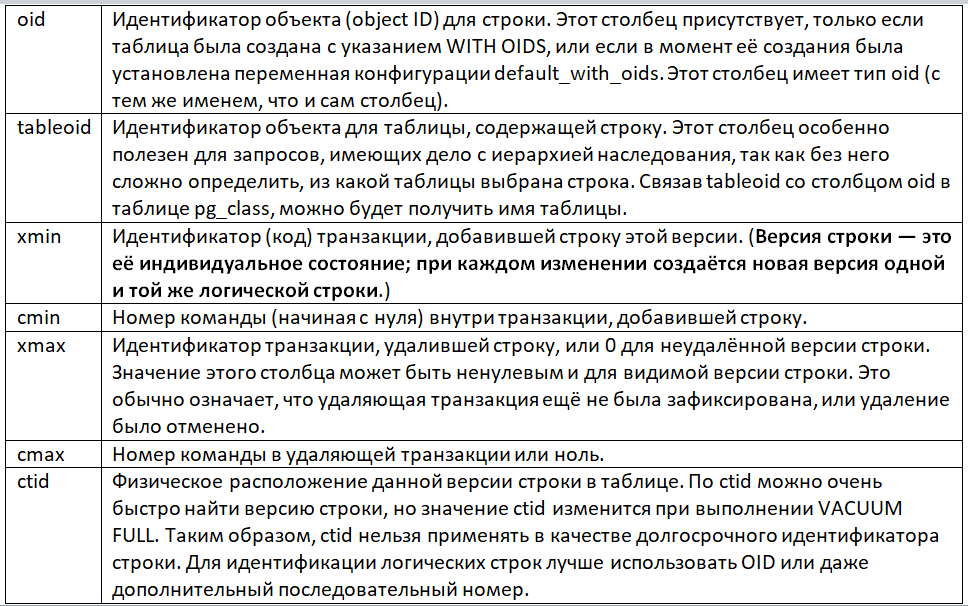 oid Идентификатор объекта (object ID) для строки. Этот столбец присутствует, только если
таблица была создана с указанием WITH OIDS, или если в момент её создания была
установлена переменная конфигурации default_with_oids. Этот столбец имеет тип oid (с
тем же именем, что и сам столбец).
tableoid Идентификатор объекта для таблицы, содержащей строку. Этот столбец особенно
полезен для запросов, имеющих дело с иерархией наследования, так как без него
сложно определить, из какой таблицы выбрана строка. Связав tableoid со столбцом oid в
таблице pg_class, можно будет получить имя таблицы.
xmin Идентификатор (код) транзакции, добавившей строку этой версии. (Версия строки — это
её индивидуальное состояние; при каждом изменении создаётся новая версия одной
и той же логической строки.)
cmin Номер команды (начиная с нуля) внутри транзакции, добавившей строку.
xmax Идентификатор транзакции, удалившей строку, или 0 для неудалённой версии строки.
Значение этого столбца может быть ненулевым и для видимой версии строки. Это
обычно означает, что удаляющая транзакция ещё не была зафиксирована, или удаление
было отменено.
cmax Номер команды в удаляющей транзакции или ноль.
ctid Физическое расположение данной версии строки в таблице. По ctid можно очень
быстро найти версию строки, но значение ctid изменится при выполнении VACUUM
FULL. Таким образом, ctid нельзя применять в качестве долгосрочного идентификатора
строки. Для идентификации логических строк лучше использовать OID или даже
дополнительный последовательный номер.